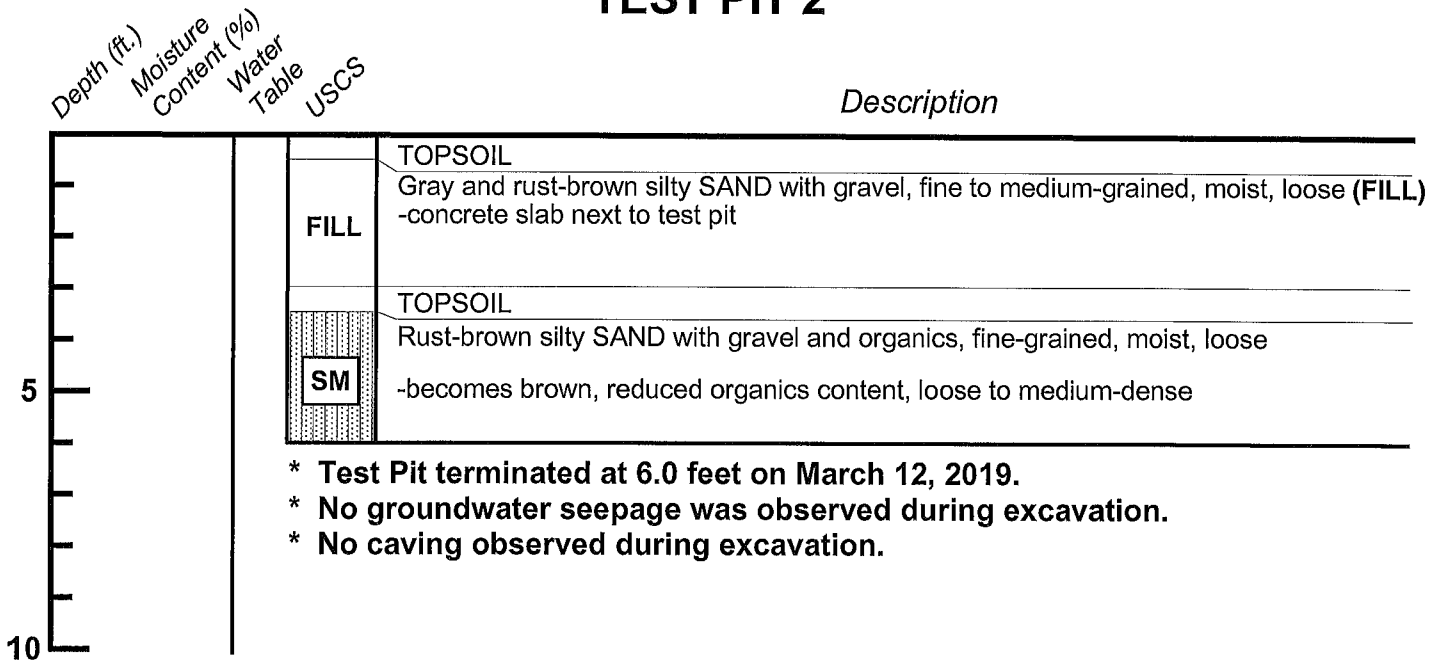 TEST PIT 2
Depth (ft.)
Moisture
Content (%)
Water
Table
USCS
Description
TOPSOIL
Gray and rust-brown silty SAND with gravel, fine to medium-grained, moist, loose (FILL)
-concrete slab next to test pit
FILL
TOPSOIL
Rust-brown silty SAND with gravel and organics, fine-grained, moist, loose
SM
5
-becomes brown, reduced organics content, loose to medium-dense
* Test Pit terminated at 6.0 feet on March 12, 2019.
* No groundwater seepage was observed during excavation.
* No caving observed during excavation.
10